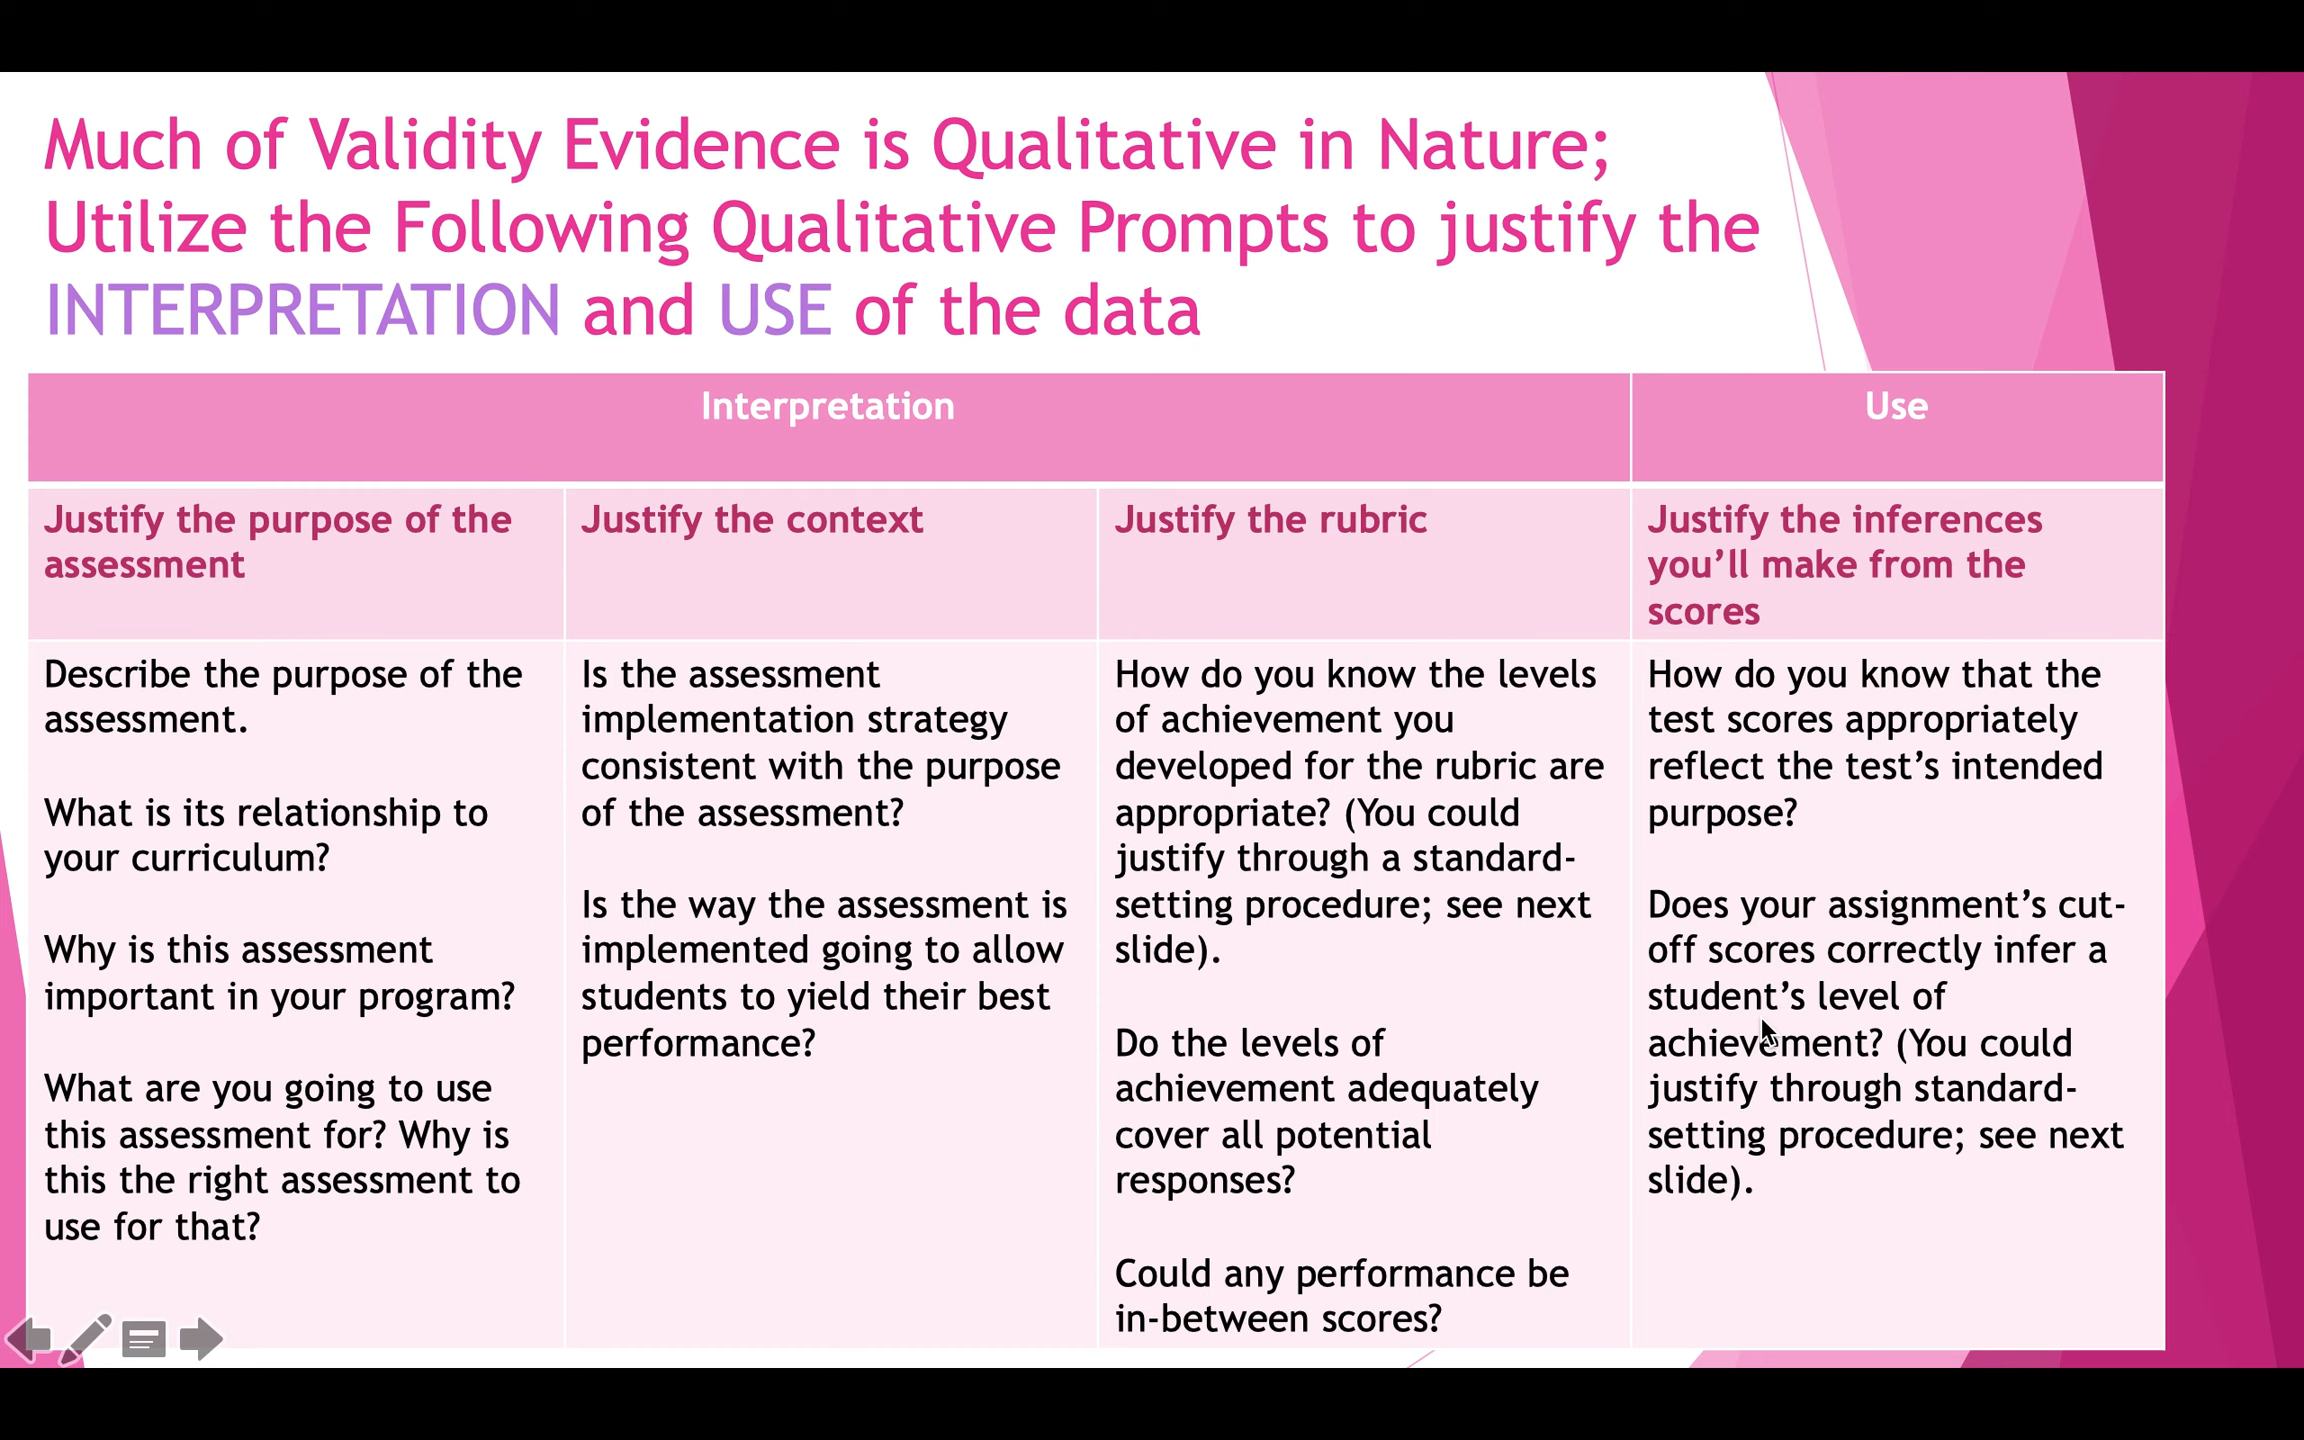 Much of Validity Evidence is Qualitative in Nature;
Utilize the Following Qualitative Prompts to justify the
INTERPRETATION and USE of the data
Interpretation
Use
Justify the purpose of the
assessment
Justify the context
Justify the rubric
Justify the inferences
you’ll make from the
scores
Describe the purpose of the
assessment.
What is its relationship to
your curriculum?
Why is this assessment
important in your program?
What are you going to use
this assessment for? Why is
this the right assessment to
use for that?
Is the assessment
implementation strategy
consistent with the purpose
of the assessment?
Is the way the assessment is
implemented going to allow
students to yield their best
performance?
How do you know the levels
of achievement you
developed for the rubric are
appropriate? (You could
justify through a standard-
setting procedure; see next
slide).
Do the levels of
achievement adequately
cover all potential
responses?
Could any performance be
in-between scores?
How do you know that the
test scores appropriately
reflect the test’s intended
purpose?
Does your assignment’s cut-
off scores correctly infer a
student’s level of
achievement? (You could
justify through standard-
setting procedure; see next
slide).